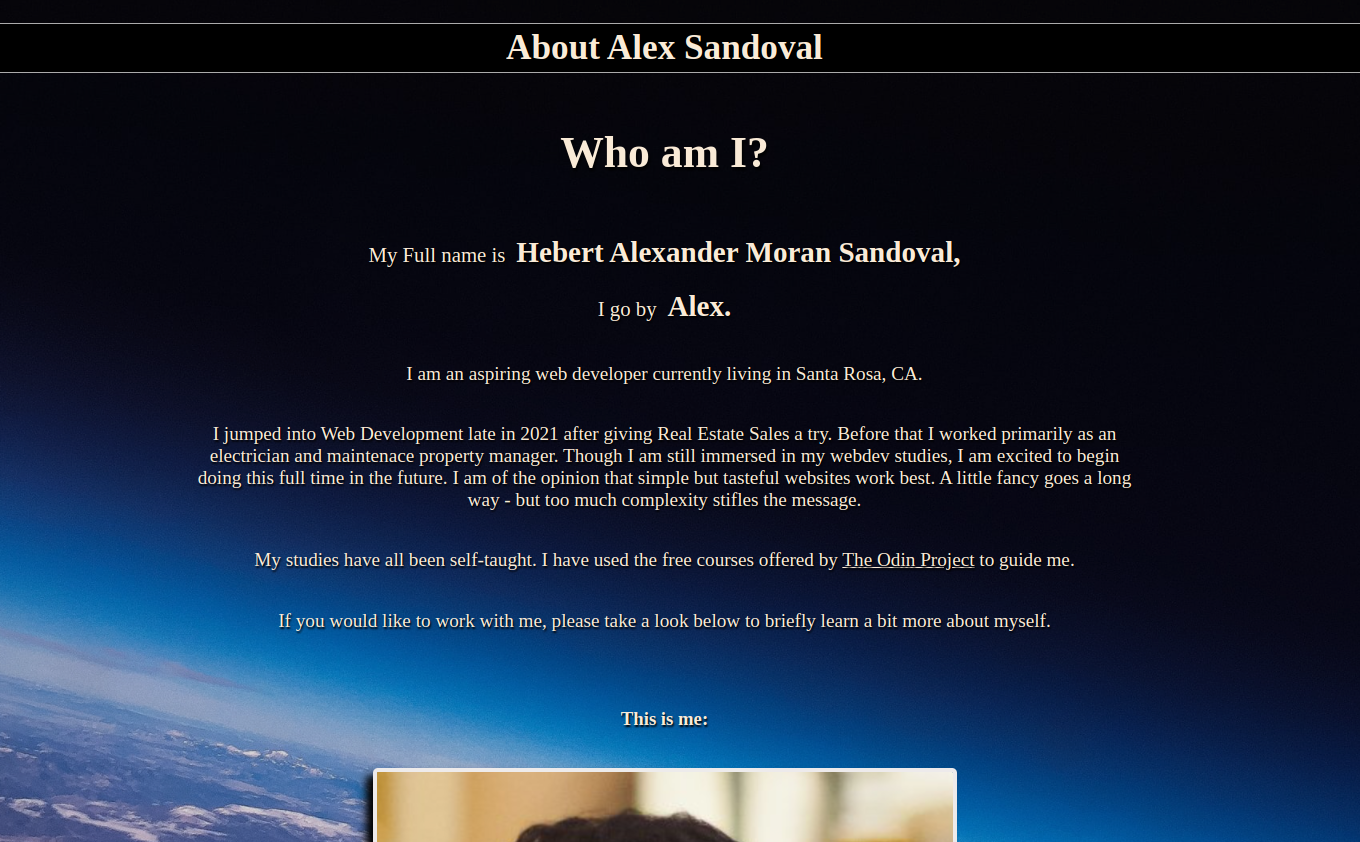 About Alex Sandoval
Who am I?
My Full name is Hebert Alexander Moran Sandoval,
I go by Alex.
I am an aspiring web developer currently living in Santa Rosa, CA.
I jumped into Web Development late in 2021 after giving Real Estate Sales a try. Before that I worked primarily as an
electrician and maintenace property manager. Though I am still immersed in my webdev studies, I am excited to begin
doing this full time in the future. I am of the opinion that simple but tasteful websites work best. A little fancy goes a long
way - but too much complexity stifles the message.
My studies have all been self-taught. I have used the free courses offered by The Odin Project to guide me.
If you would like to work with me, please take a look below to briefly learn a bit more about myself.
This is me: